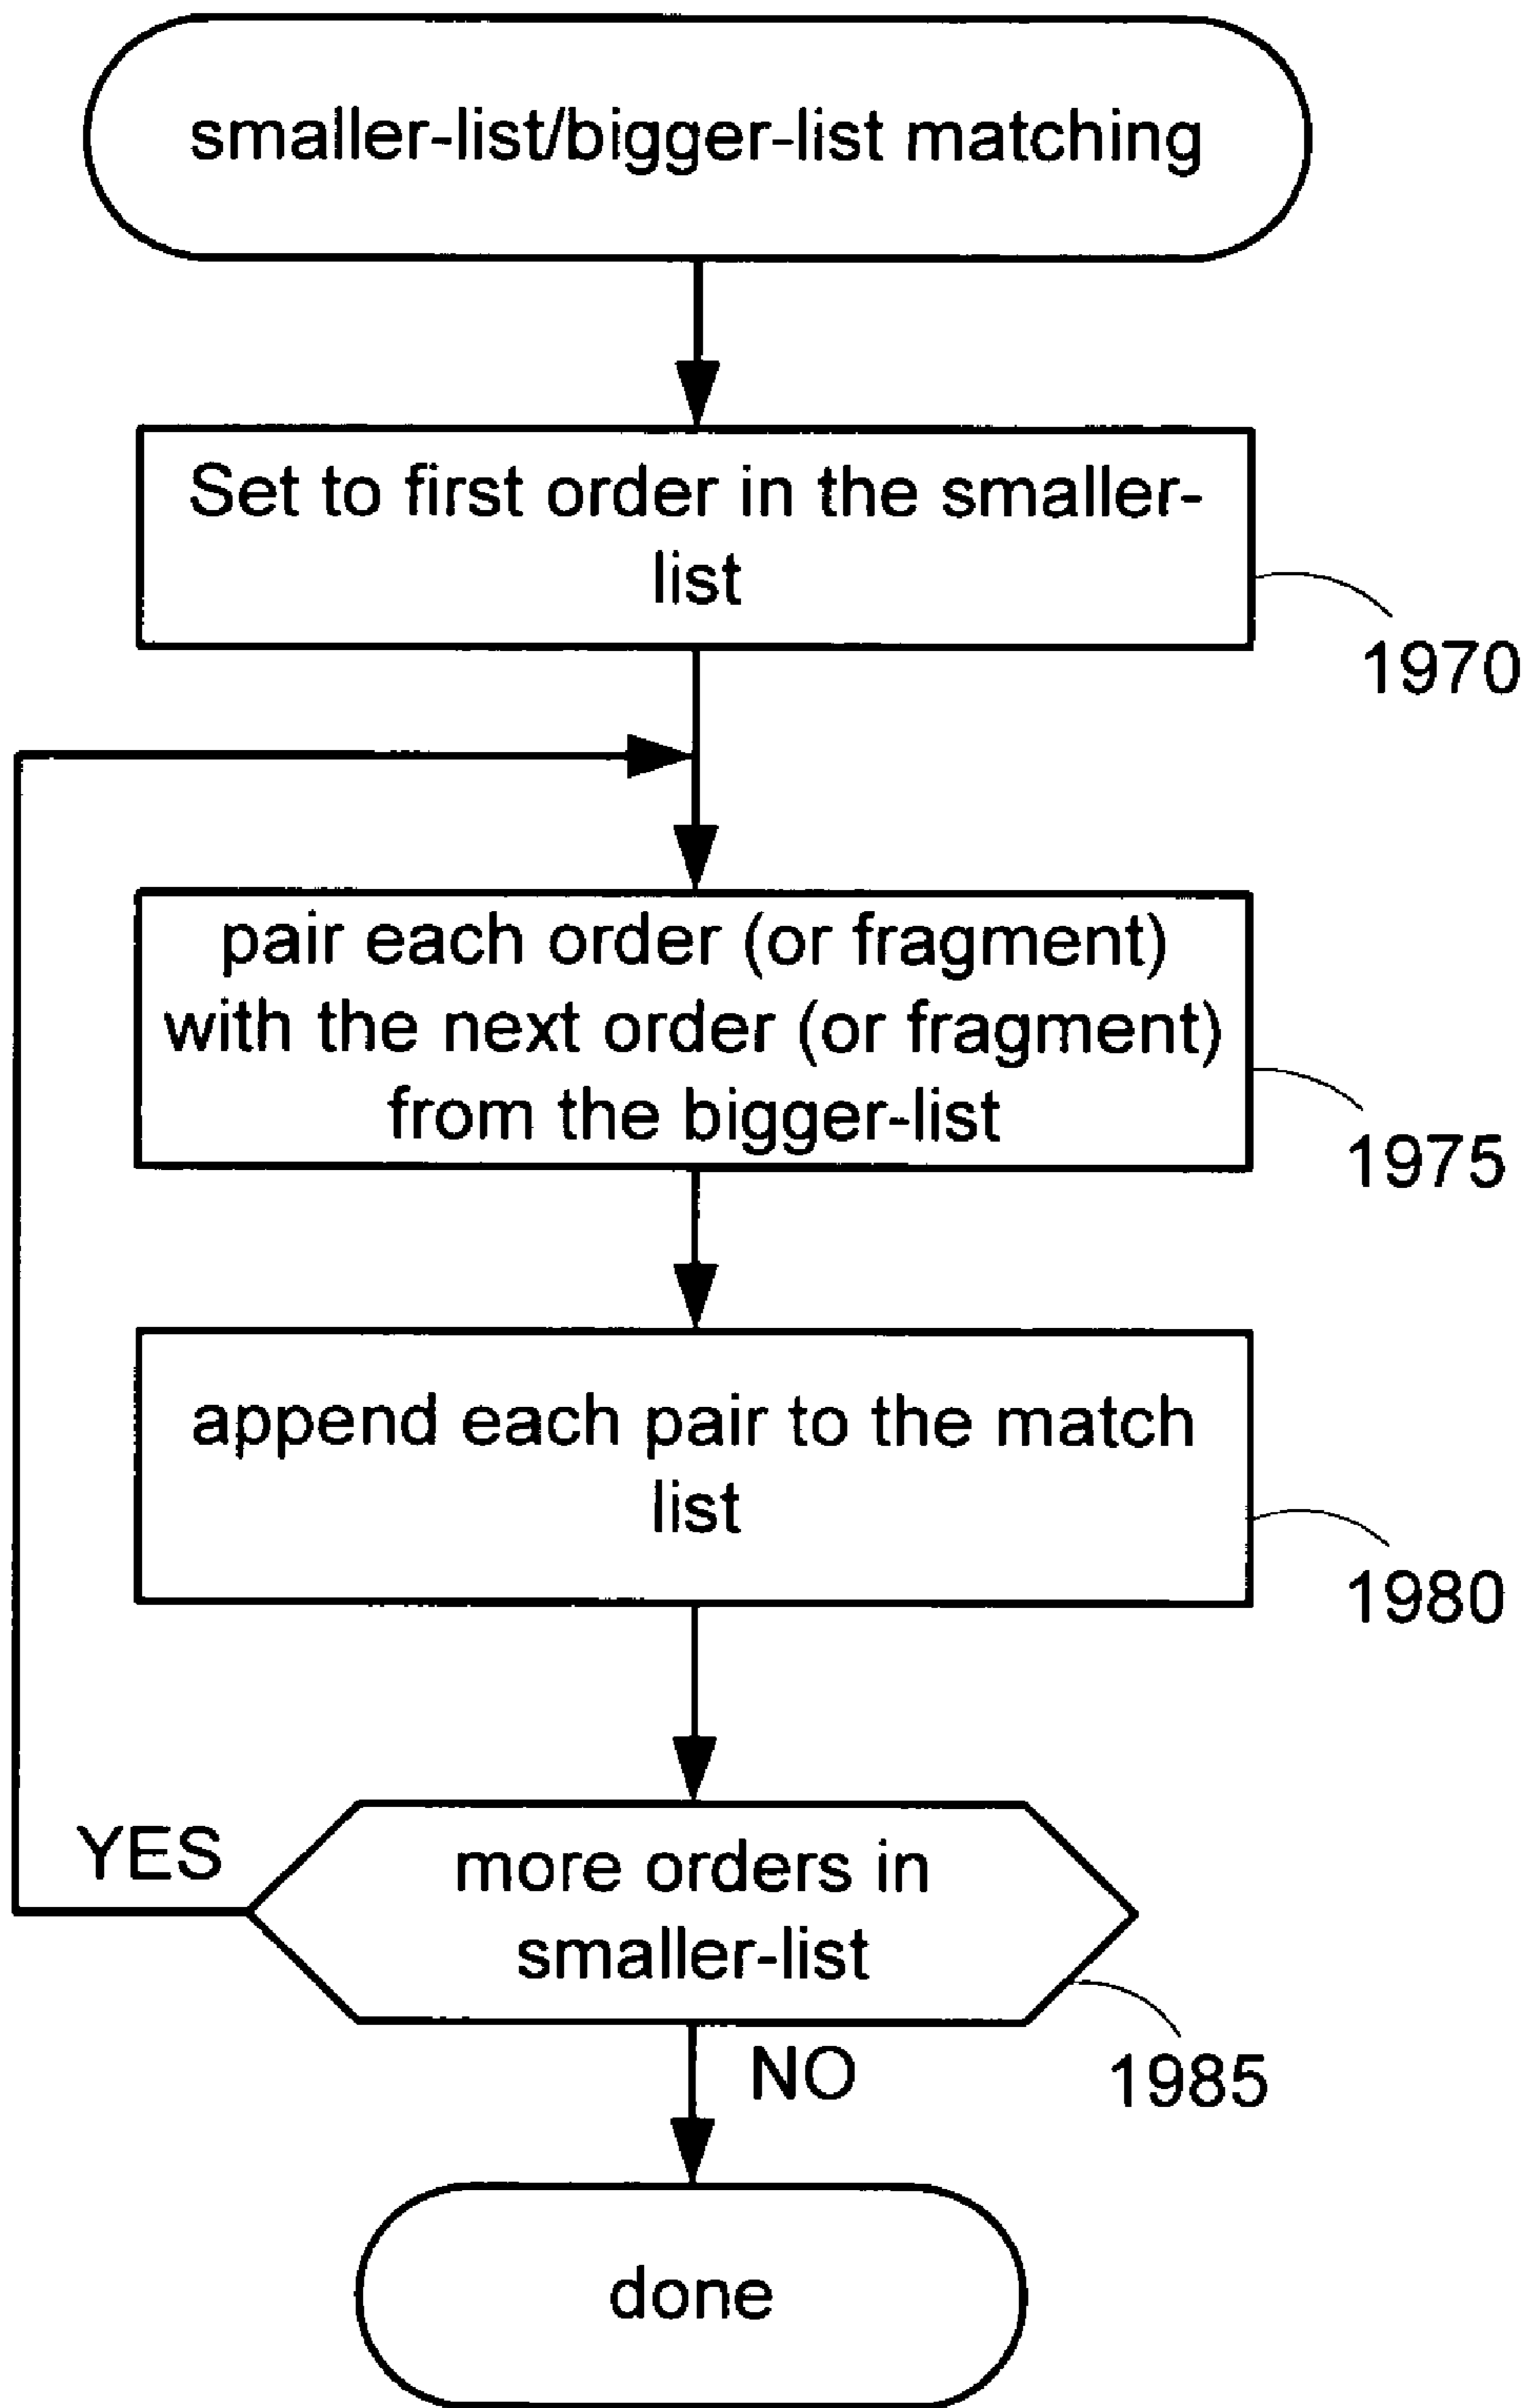 smaller-list/bigger-list matching
Set to first order in the smaller-
list
1970
pair each order (or fragment)
with the next order (or fragment)
from the bigger-list
1975
append each pair to the match
list
1980
YES
more orders in
smaller-list
NO
1985
done